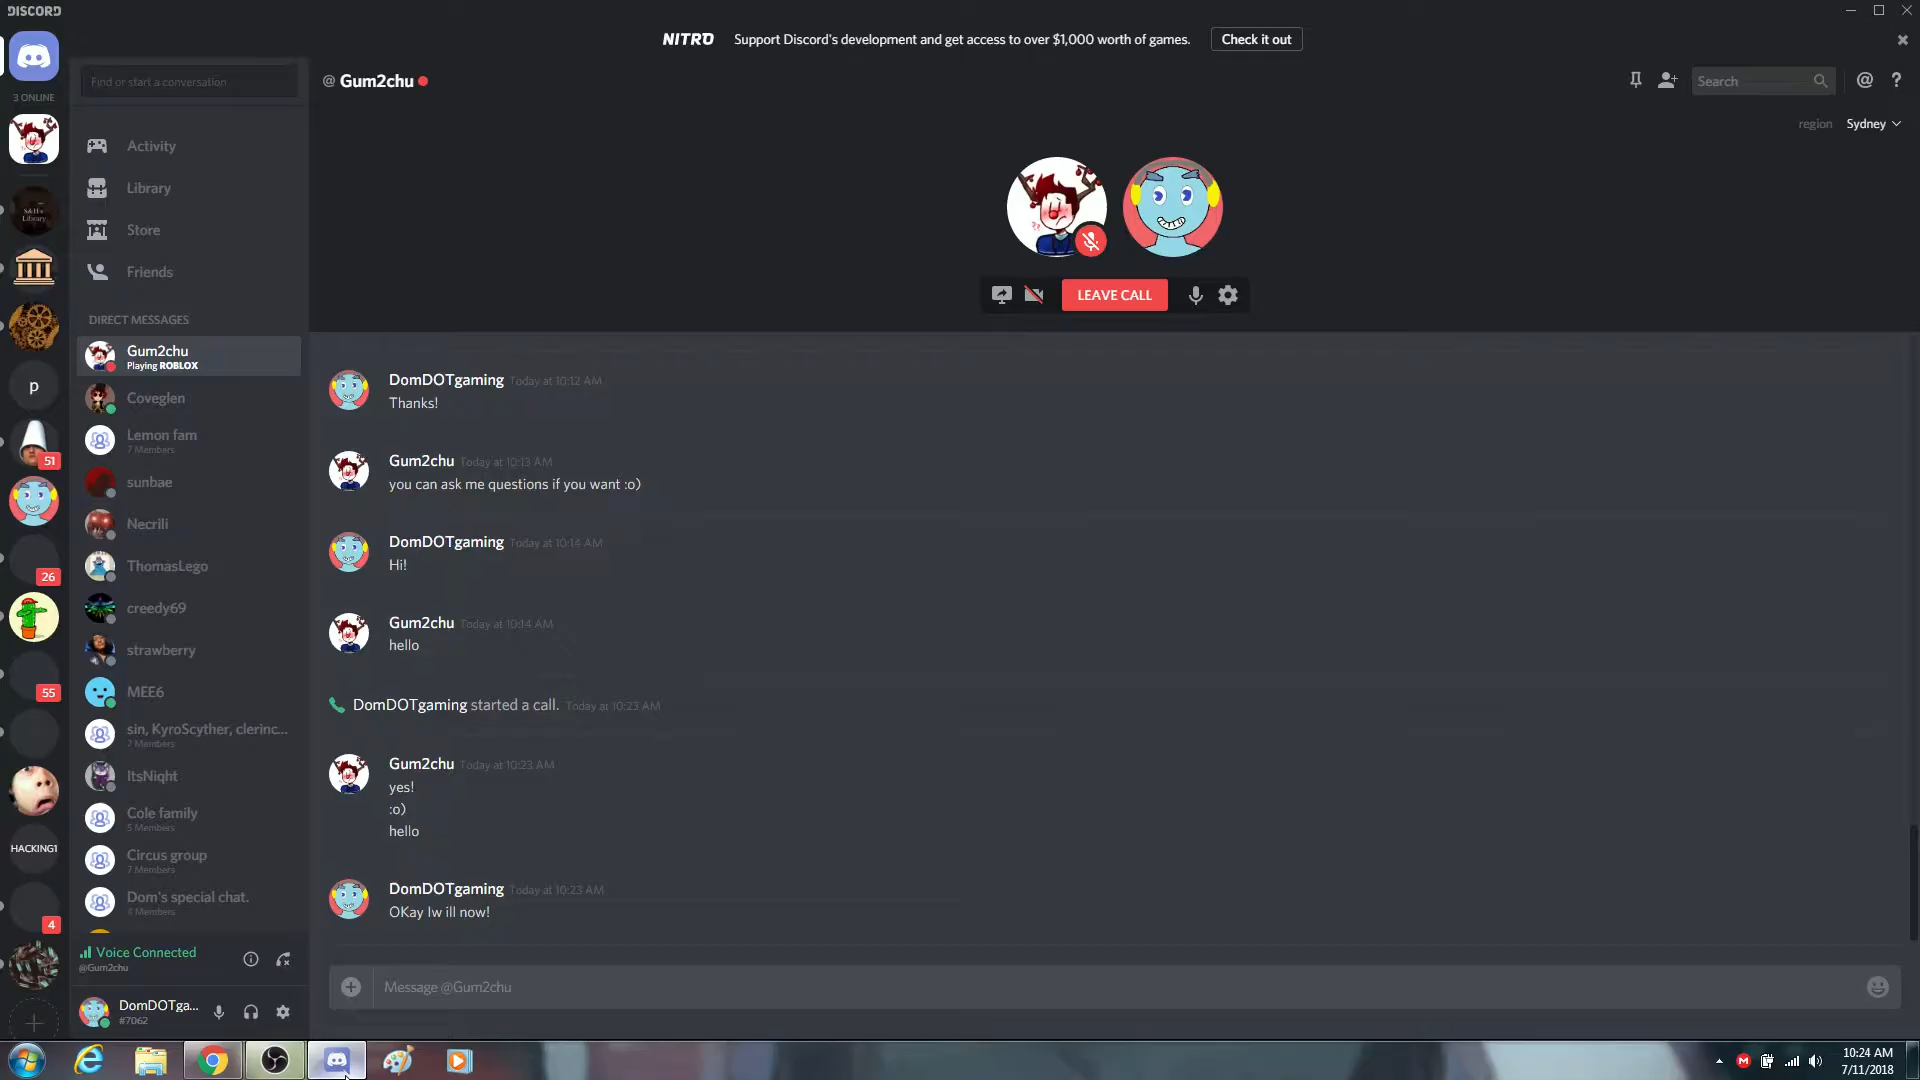 DISCORD
NITRO Support Discord's development and get access to over $1,000 worth of games. Check it out
3 ONLINE
Find or start a conversation
@ Gum2chu
Search
region Sydney
Activity
Library
Store
Friends
S&H's
Library
p
51
26
55
HACKING1
4
DIRECT MESSAGES
Gum2chu
Playing ROBLOX
Coveglen
Lemon fam
7 Members
sunbae
Necrili
ThomasLego
creedy69
strawberry
MEE6
sin, KyroScyther, clerinc...
7 Members
ItsNight
Cole family
5 Members
Circus group
7 Members
Dom's special chat.
4 Members
Voice Connected
@Gum2chu
DomDOTga...
#7062
LEAVE CALL
DomDOTgaming Today at 10:12 AM
Thanks!
Gum2chu Today at 10:13 AM
you can ask me questions if you want :o)
DomDOTgaming Today at 10:14 AM
Hi!
Gum2chu Today at 10:14 AM
hello
DomDOTgaming started a call. Today at 10:23 AM
Gum2chu Today at 10:23 AM
yes!
:o)
hello
DomDOTgaming Today at 10:23 AM
OKay Iw ill now!
Message @Gum2chu
10:24 AM
7/11/2018